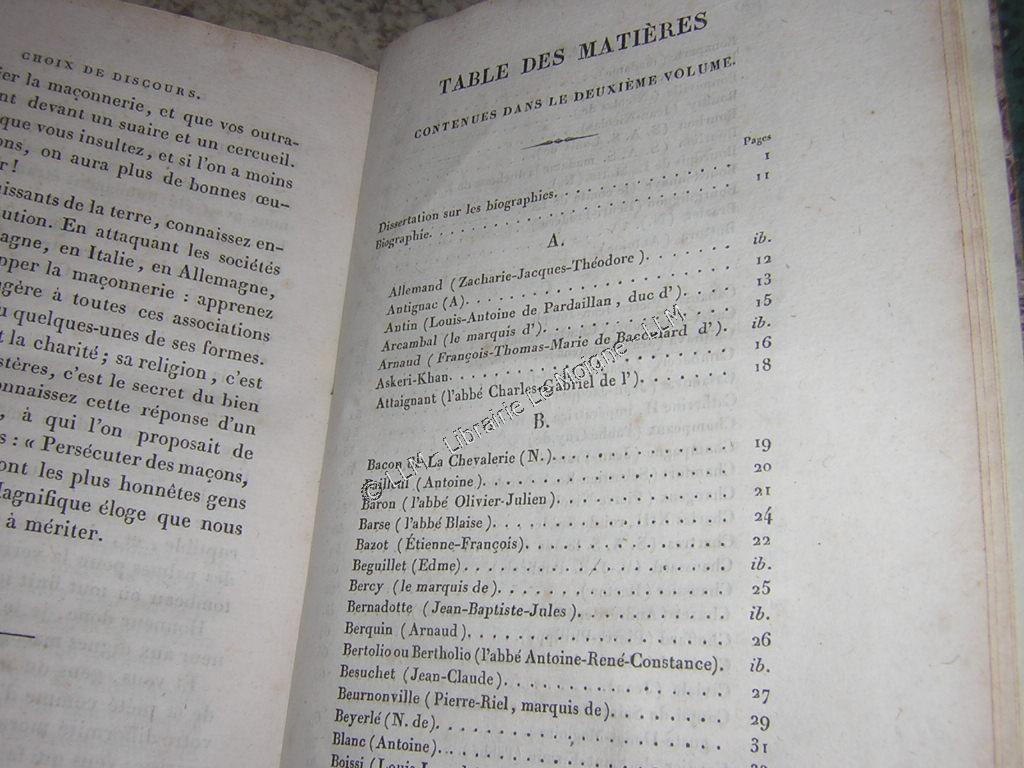 CHOIX DE DISCOURS.
ier la maçonnerie, et que vos outra-
nt devant un suaire et un cercueil.
que vous insultez, et si l'on a moins
ons, on aura plus de bonnes œu-
r!
issants de la terre, connaissez en-
ution. En attaquant les sociétés
agne, en Italie, en Allemagne,
pper la maçonnerie : apprenez
gère à toutes ces associations
u quelques-unes de ses formes.
t la charité; sa religion, c'est
stères, c'est le secret du bien
onnaissez cette réponse d'un
, à qui l'on proposait de
s : « Persécuter des maçons,
ont les plus honnêtes gens
Magnifique éloge que nous
à mériter.
TABLE DES MATIÈRES
CONTENUES DANS LE DEUXIÈME VOLUME.
Pages
Dissertation sur les biographies. 1
Biographie. 11
A.
Allemand (Zacharie-Jacques-Théodore). ib.
Antignac (A). 12
Antin (Louis-Antoine de Pardaillan, duc d'). 13
Arcambal (le marquis d'). 15
Arnaud (François-Thomas-Marie de Bacculard d'). ib.
Askeri-Khan. 16
Attaignant (l'abbé Charles-Gabriel de l'). 18
B.
Bacon de La Chevalerie (N.). 19
(Antoine). 20
Baron (l'abbé Olivier-Julien). 21
Barse (l'abbé Blaise). 24
Bazot (Étienne-François). 22
Beguillet (Edme). ib.
Bercy (le marquis de). 25
Bernadotte (Jean-Baptiste-Jules). ib.
Berquin (Arnaud). 26
Bertolio ou Bertholio (l'abbé Antoine-René-Constance). ib.
Besuchet (Jean-Claude). 27
Beurnonville (Pierre-Riel, marquis de). 29
Beyerlé (N. de). 31
Blanc (Antoine).
Boissi (Louis
© LLM - Librairie Le Moigne - LLM